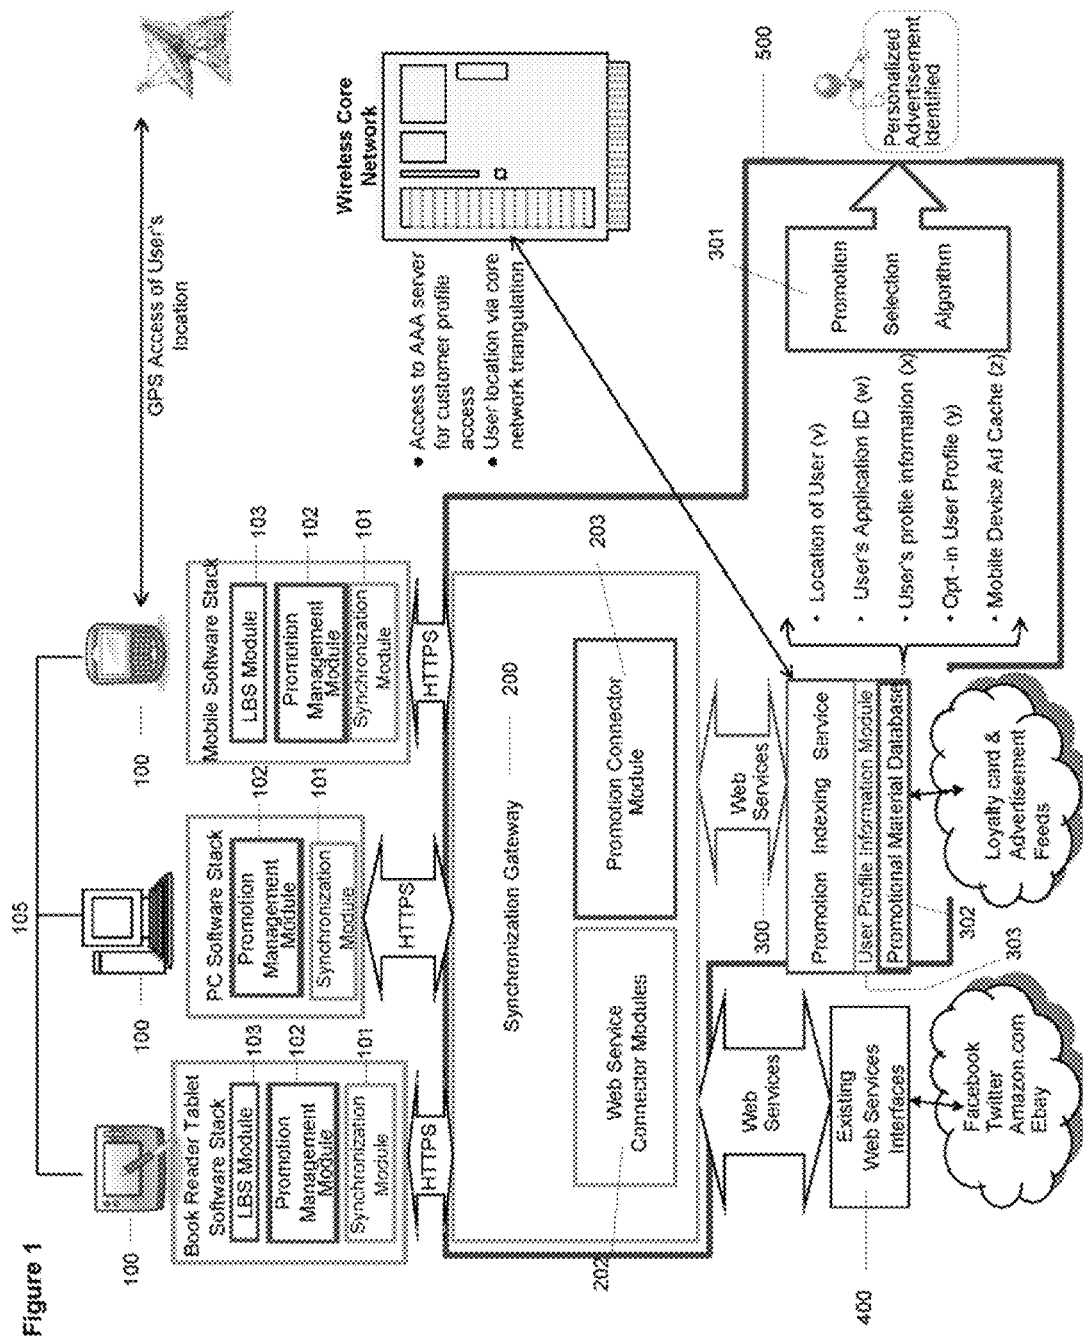 Figure 1
105
100
100
100
GPS Access of User's
location
Book Reader Tablet
Software Stack
LBS Module
103
Promotion
Management
Module
102
Synchronization
Module
101
PC Software Stack
Promotion
Management
Module
102
Synchronization
Module
101
Mobile Software Stack
LBS Module
103
Promotion
Management
Module
102
Synchronization
Module
101
HTTPS
HTTPS
HTTPS
Wireless Core
Network
• Access to AAA server
for customer profile
access
• User location via core
network triangulation
Synchronization Gateway
200
Web Service
Connector Modules
202
Promotion Connector
Module
203
Web
Services
Web
Services
300
500
Existing
Web Services
Interfaces
400
Promotion Indexing Service
User Profile Information Module
Promotional Material Database
303
302
• Location of User (v)
• User's Application ID (w)
• User's profile information (x)
• Opt - in User Profile (y)
• Mobile Device Ad Cache (z)
301
Promotion
Selection
Algorithm
Personalized
Advertisement
Identified
Facebook
Twitter
Amazon.com
Ebay
Loyalty card &
Advertisement
Feeds